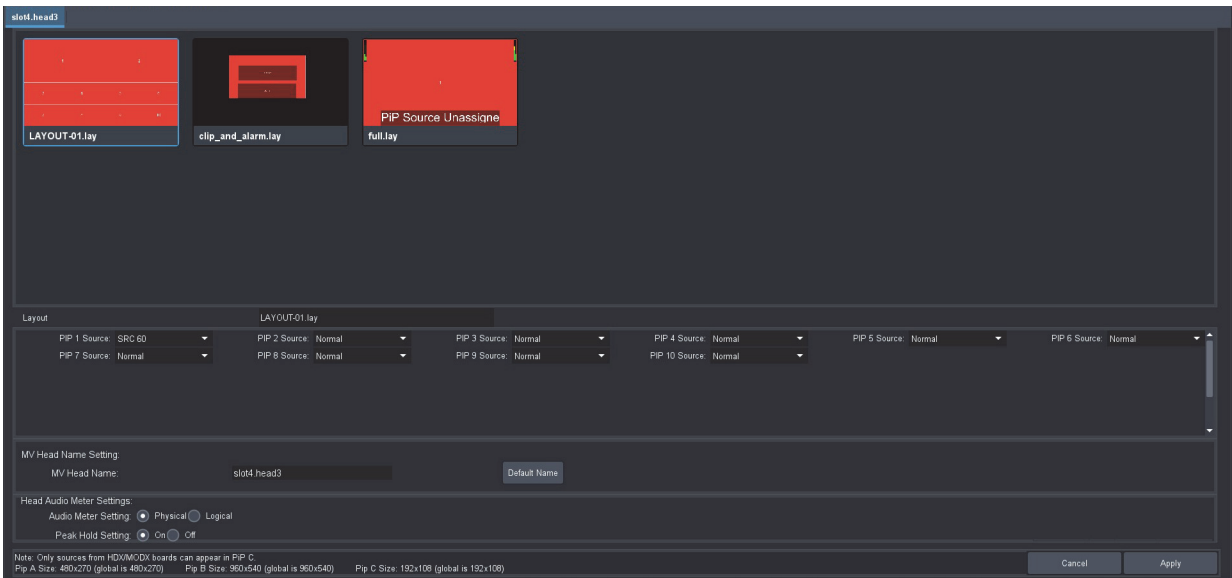 slot4.head3
PiP Source Unassigne
LAYOUT-01.lay
clip_and_alarm.lay
full.lay
Layout LAYOUT-01.lay
PIP 1 Source: SRC 60 PIP 2 Source: Normal PIP 3 Source: Normal PIP 4 Source: Normal PIP 5 Source: Normal PIP 6 Source: Normal
PIP 7 Source: Normal PIP 8 Source: Normal PIP 9 Source: Normal PIP 10 Source: Normal
MV Head Name Setting:
MV Head Name: slot4.head3 Default Name
Head Audio Meter Settings:
Audio Meter Setting: Physical Logical
Peak Hold Setting: On Off
Note: Only sources from HDX/MODX boards can appear in PiP C.
Pip A Size: 480x270 (global is 480x270) Pip B Size: 960x540 (global is 960x540) Pip C Size: 192x108 (global is 192x108)
Cancel Apply